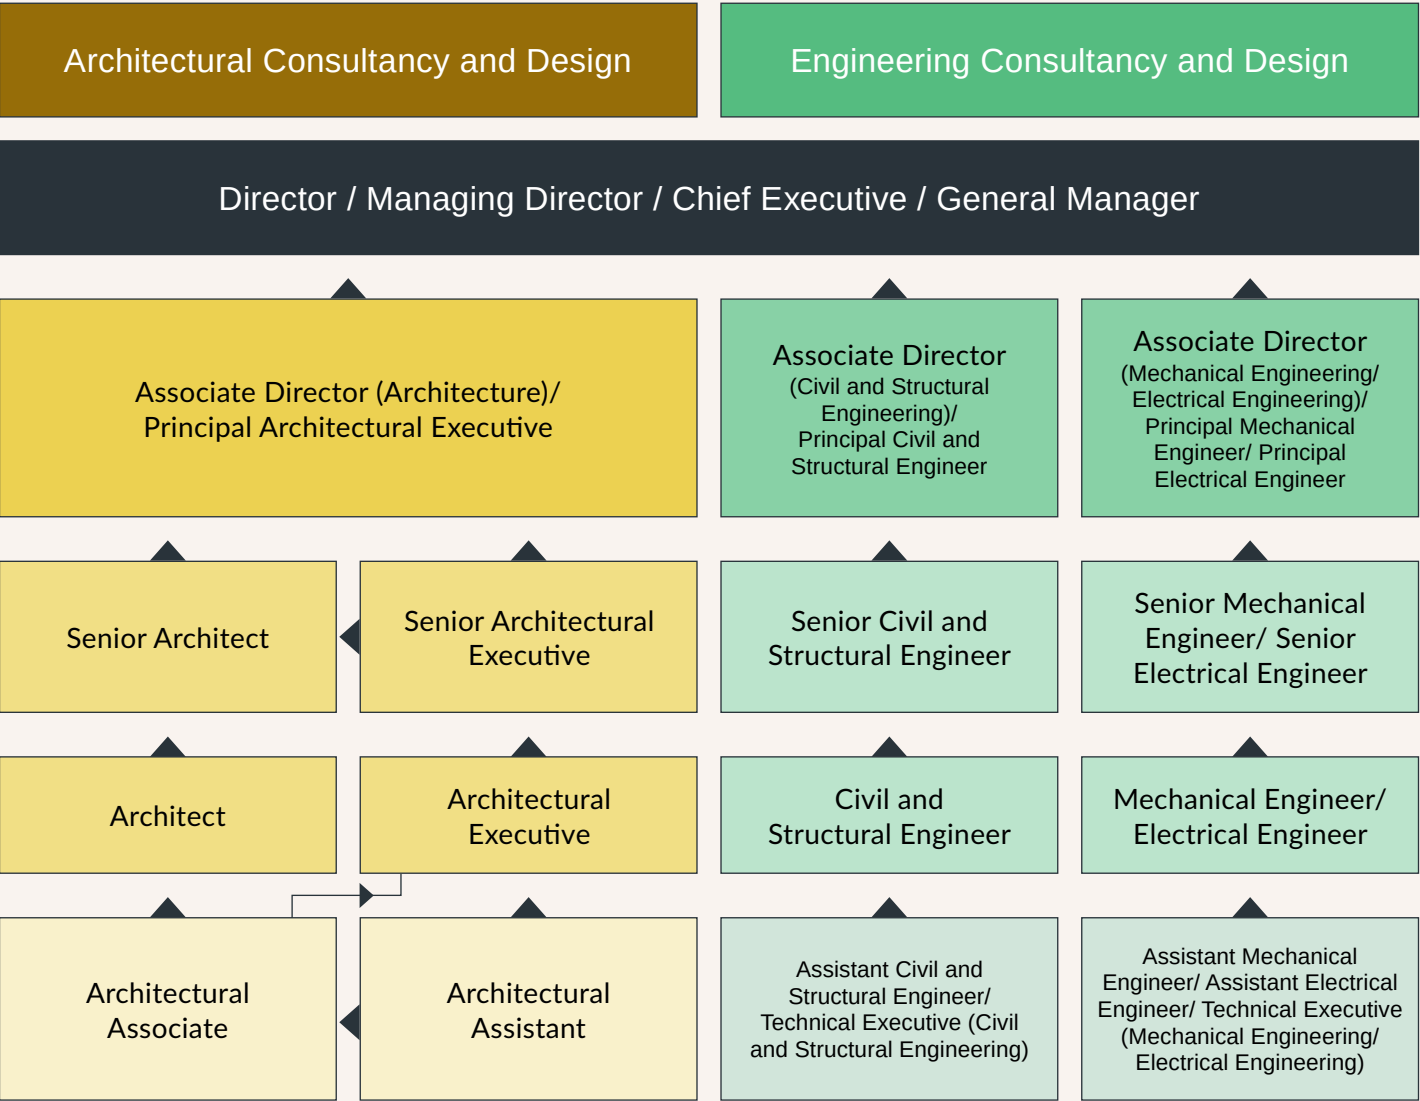 Architectural Consultancy and Design
Engineering Consultancy and Design
Director / Managing Director / Chief Executive / General Manager
Associate Director (Architecture)/
Principal Architectural Executive
Associate Director
(Civil and Structural
Engineering)/
Principal Civil and
Structural Engineer
Associate Director
(Mechanical Engineering/
Electrical Engineering)/
Principal Mechanical
Engineer/ Principal
Electrical Engineer
Senior Architect
Senior Architectural
Executive
Senior Civil and
Structural Engineer
Senior Mechanical
Engineer/ Senior
Electrical Engineer
Architect
Architectural
Executive
Civil and
Structural Engineer
Mechanical Engineer/
Electrical Engineer
Architectural
Associate
Architectural
Assistant
Assistant Civil and
Structural Engineer/
Technical Executive (Civil
and Structural Engineering)
Assistant Mechanical
Engineer/ Assistant Electrical
Engineer/ Technical Executive
(Mechanical Engineering/
Electrical Engineering)